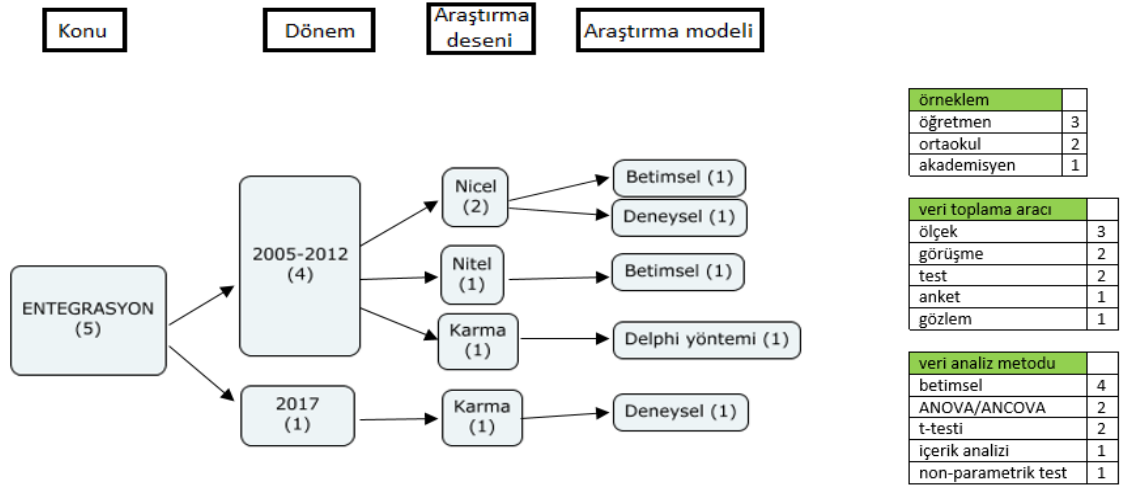 Konu
Dönem
Araştırma
deseni
Araştırma modeli
ENTEGRASYON
(5)
2005-2012
(4)
2017
(1)
Nicel
(2)
Nitel
(1)
Karma
(1)
Karma
(1)
Betimsel (1)
Deneysel (1)
Betimsel (1)
Delphi yöntemi (1)
Deneysel (1)
örneklem
öğretmen 3
ortaokul 2
akademisyen 1
veri toplama aracı
ölçek 3
görüşme 2
test 2
anket 1
gözlem 1
veri analiz metodu
betimsel 4
ANOVA/ANCOVA 2
t-testi 2
içerik analizi 1
non-parametrik test 1